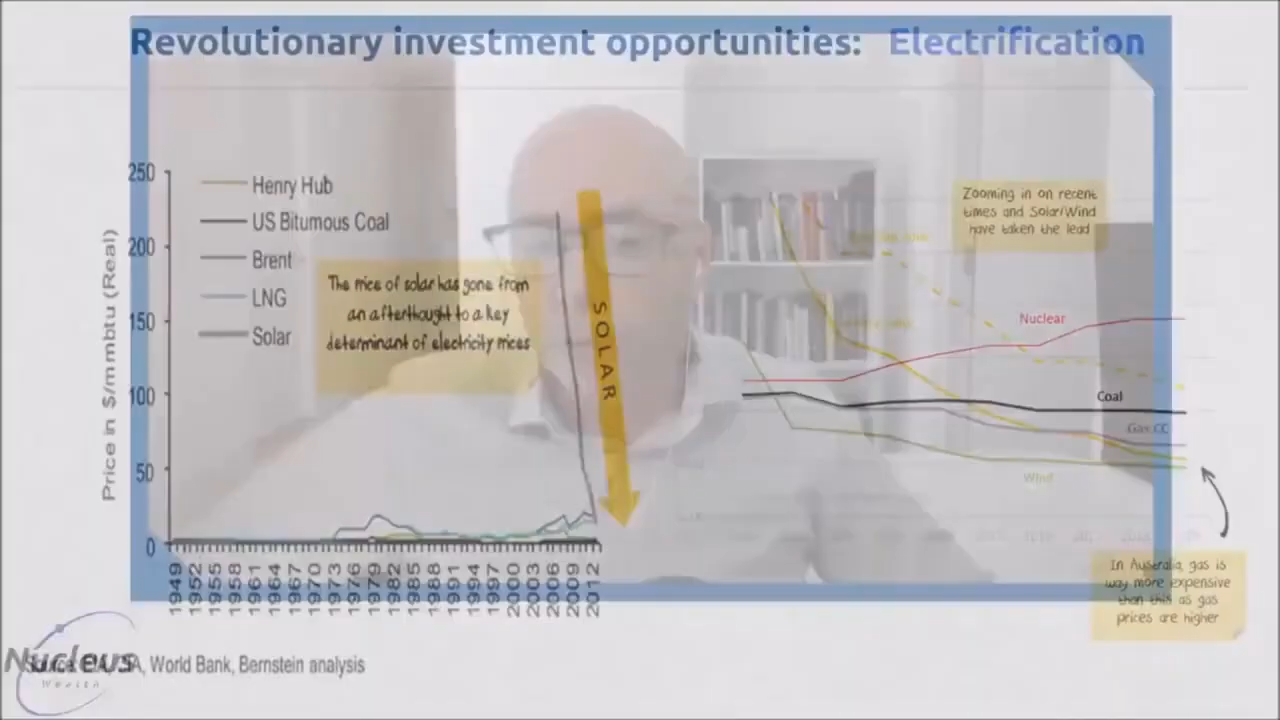 Revolutionary investment opportunities: Electrification
250
200
150
100
50
0
Price in $/mmbtu (Real)
Henry Hub
US Bitumous Coal
Brent
LNG
Solar
The price of solar has gone from
an afterthought to a key
determinant of electricity prices
SOLAR
1949
1952
1955
1958
1961
1964
1967
1970
1973
1976
1979
1982
1985
1988
1991
1994
1997
2000
2003
2006
2009
2012
Zooming in on recent
times and Solar/Wind
have taken the lead
Nuclear
Coal
Gas CC
Wind
In Australia, gas is
way more expensive
than this as gas
prices are higher
Nucleus
Wealth
Source: EIA, CIA, World Bank, Bernstein analysis